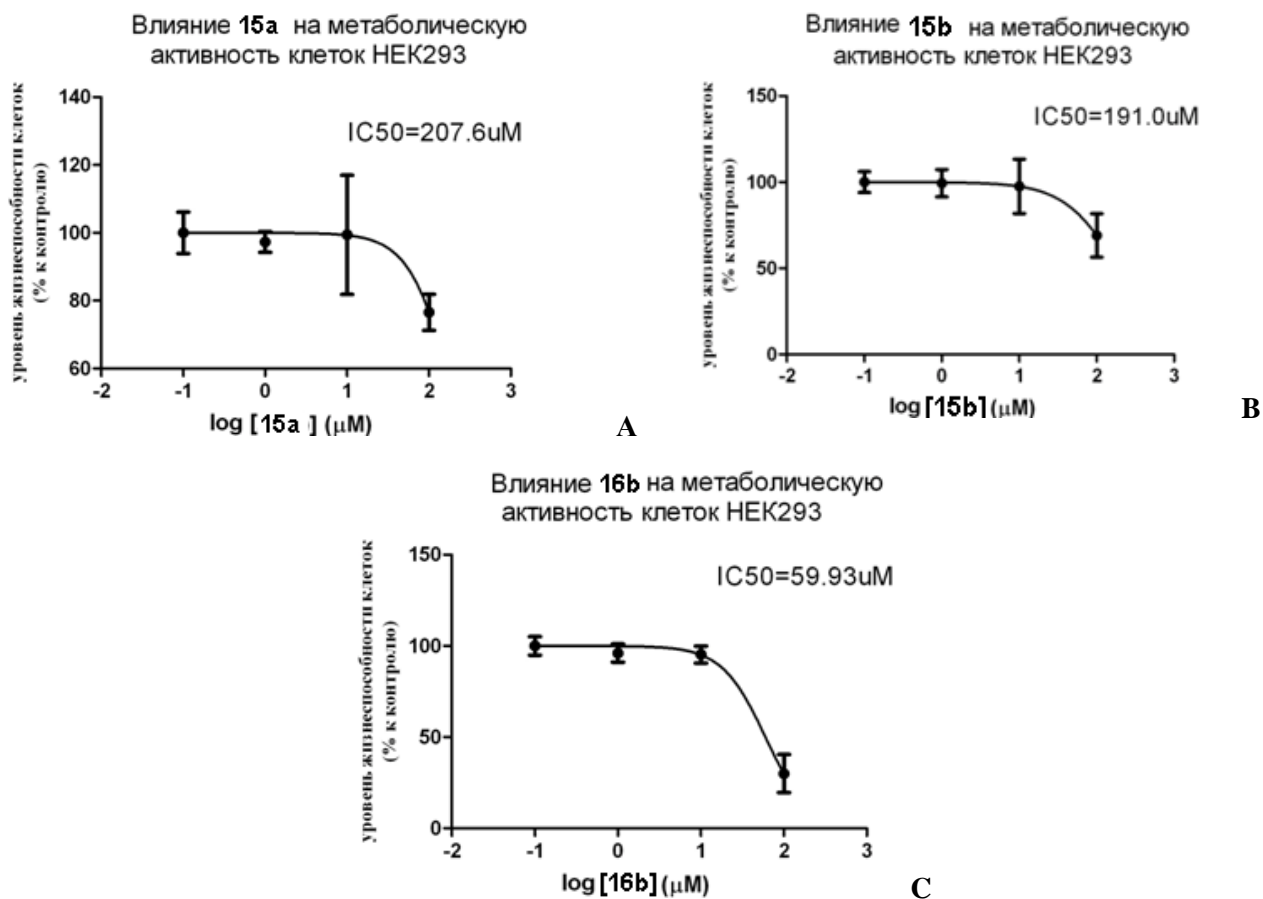 Влияние 15a на метаболическую
активность клеток HEK293
уровень жизнеспособности клеток
(% к контролю)
140
120
100
80
60
IC50=207.6uM
-2 -1 0 1 2 3
log [15a ] (μM)
A
Влияние 15b на метаболическую
активность клеток HEK293
уровень жизнеспособности клеток
(% к контролю)
150
100
50
0
IC50=191.0uM
-2 -1 0 1 2 3
log [15b] (μM)
B
Влияние 16b на метаболическую
активность клеток HEK293
уровень жизнеспособности клеток
(% к контролю)
150
100
50
0
IC50=59.93uM
-2 -1 0 1 2 3
log [16b] (μM)
C